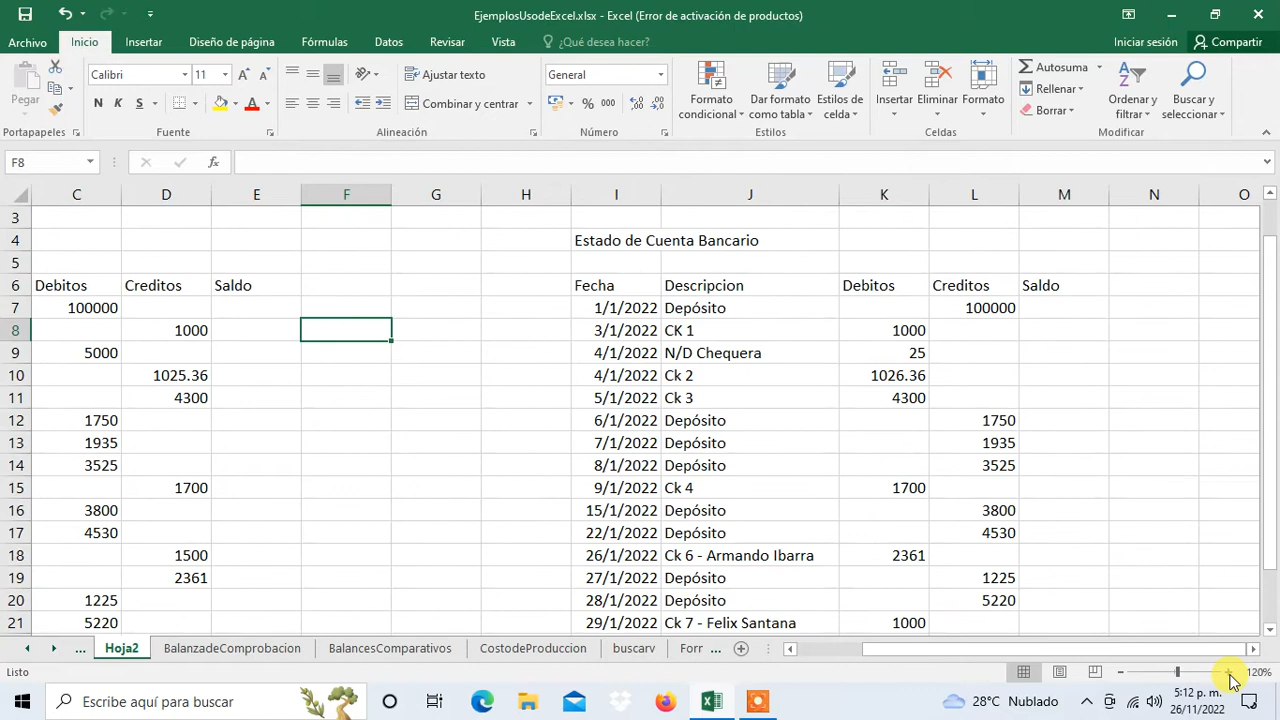 EjemplosUsodeExcel.xlsx - Excel (Error de activación de productos)
Archivo Inicio Insertar Diseño de página Fórmulas Datos Revisar Vista ¿Qué desea hacer? Iniciar sesión Compartir
Pegar
Calibri 11
N K S
Ajustar texto
Combinar y centrar
General
% 000
Formato condicional
Dar formato como tabla
Estilos de celda
Insertar Eliminar Formato
Autosuma
Rellenar
Borrar
Ordenar y filtrar
Buscar y seleccionar
Portapapeles Fuente Alineación Número Estilos Celdas Modificar
F8 fx
C D E F G H I J K L M N O
3
4 Estado de Cuenta Bancario
5
6 Debitos Creditos Saldo Fecha Descripcion Debitos Creditos Saldo
7 100000 1/1/2022 Depósito 100000
8 1000 3/1/2022 CK 1 1000
9 5000 4/1/2022 N/D Chequera 25
10 1025.36 4/1/2022 Ck 2 1026.36
11 4300 5/1/2022 Ck 3 4300
12 1750 6/1/2022 Depósito 1750
13 1935 7/1/2022 Depósito 1935
14 3525 8/1/2022 Depósito 3525
15 1700 9/1/2022 Ck 4 1700
16 3800 15/1/2022 Depósito 3800
17 4530 22/1/2022 Depósito 4530
18 1500 26/1/2022 Ck 6 - Armando Ibarra 2361
19 2361 27/1/2022 Depósito 1225
20 1225 28/1/2022 Depósito 5220
21 5220 29/1/2022 Ck 7 - Felix Santana 1000
... Hoja2 BalanzadeComprobacion BalancesComparativos CostodeProduccion buscarv Forr ...
Listo 120%
Escribe aquí para buscar 28°C Nublado 5:12 p. m.
26/11/2022